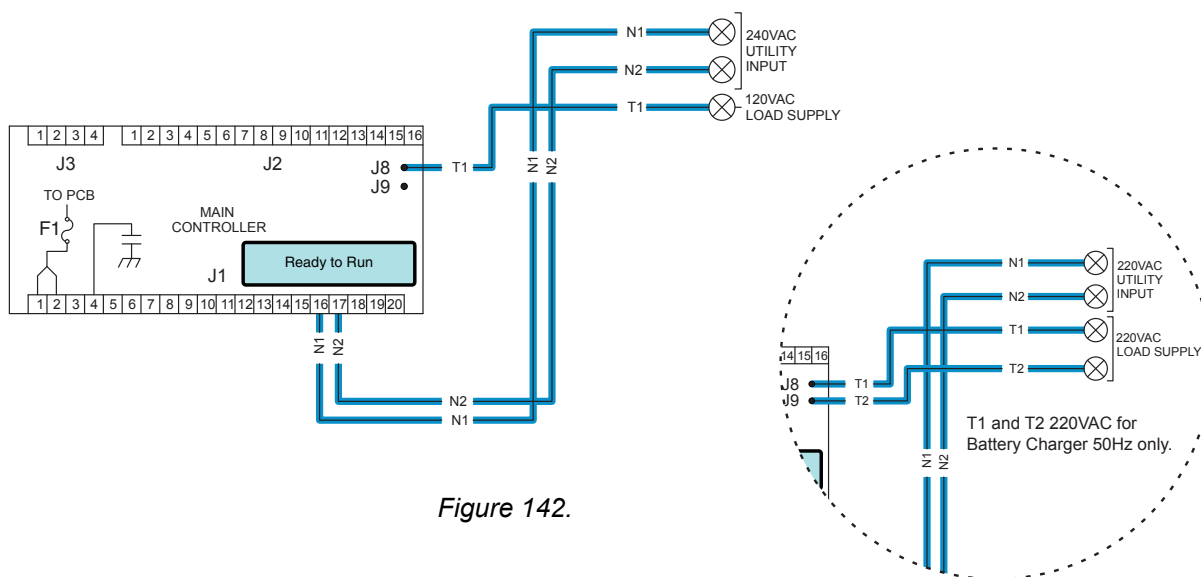 N1
240VAC
UTILITY
INPUT
N2
T1
120VAC
LOAD SUPPLY
1 2 3 4
1 2 3 4 5 6 7 8 9 10 11 12 13 14 15 16
J3
J2
J8
T1
J9
N1
N2
TO PCB
F1
MAIN
CONTROLLER
J1
Ready to Run
1 2 3 4 5 6 7 8 9 10 11 12 13 14 15 16 17 18 19 20
N1
N2
N2
N1
N1
220VAC
UTILITY
INPUT
N2
T1
220VAC
LOAD SUPPLY
T2
14 15 16
J8
T1
J9
T2
T1 and T2 220VAC for
Battery Charger 50Hz only.
N1
N2
Figure 142.